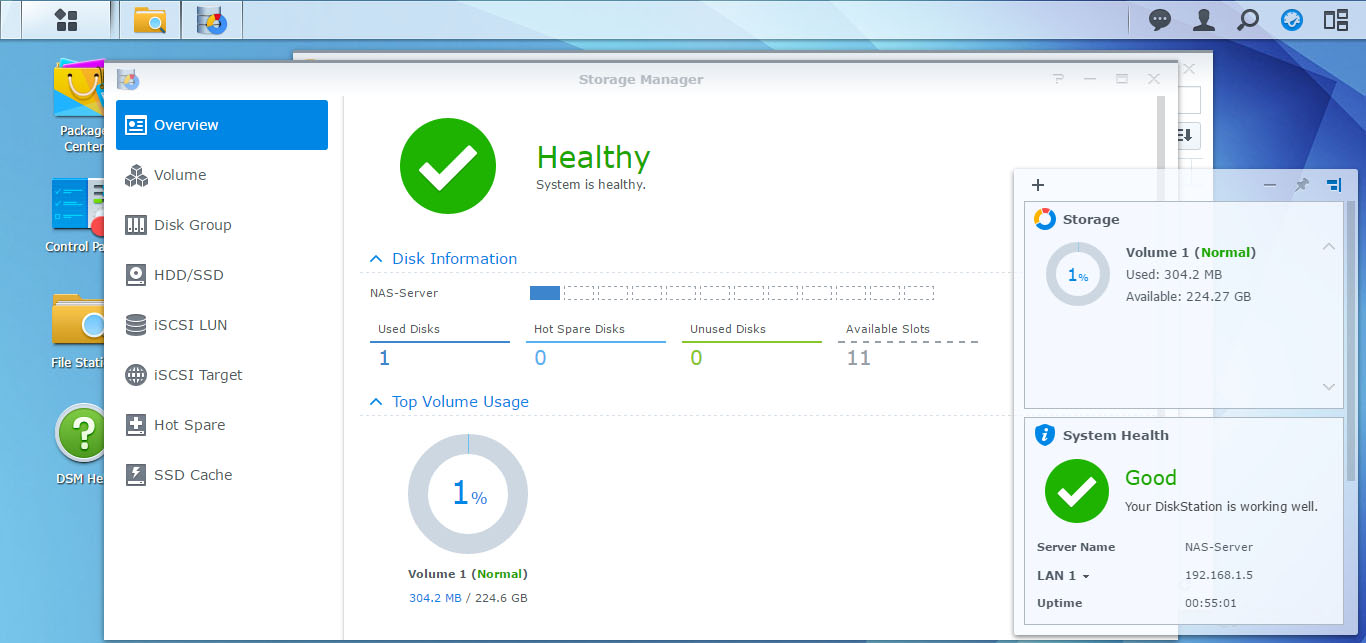 Package
Center
Control Pa
File Stati
DSM He
Storage Manager
Overview
Volume
Disk Group
HDD/SSD
iSCSI LUN
iSCSI Target
Hot Spare
SSD Cache
Healthy
System is healthy.
Disk Information
NAS-Server
Used Disks
1
Hot Spare Disks
0
Unused Disks
0
Available Slots
11
Top Volume Usage
1%
Volume 1 (Normal)
304.2 MB / 224.6 GB
Storage
1%
Volume 1 (Normal)
Used: 304.2 MB
Available: 224.27 GB
System Health
Good
Your DiskStation is working well.
Server Name NAS-Server
LAN 1 192.168.1.5
Uptime 00:55:01